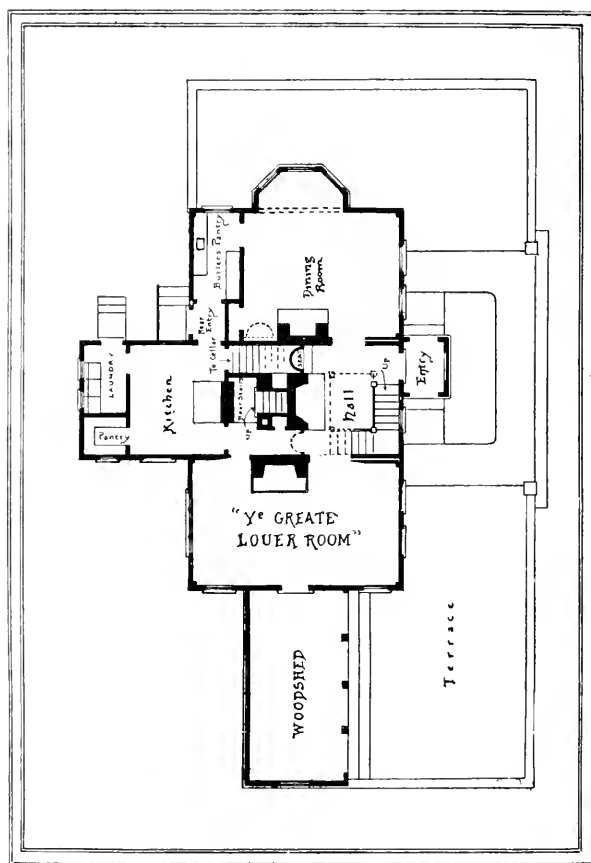 Butlers Pantry
Dining
Room
Rear
Entry
To Cellar
SEAT
LAUNDRY
Kitchen
Rear Stairs
UP
Hall
UP
Entry
Pantry
"Ye GREATE
LOUER ROOM"
WOODSHED
Terrace